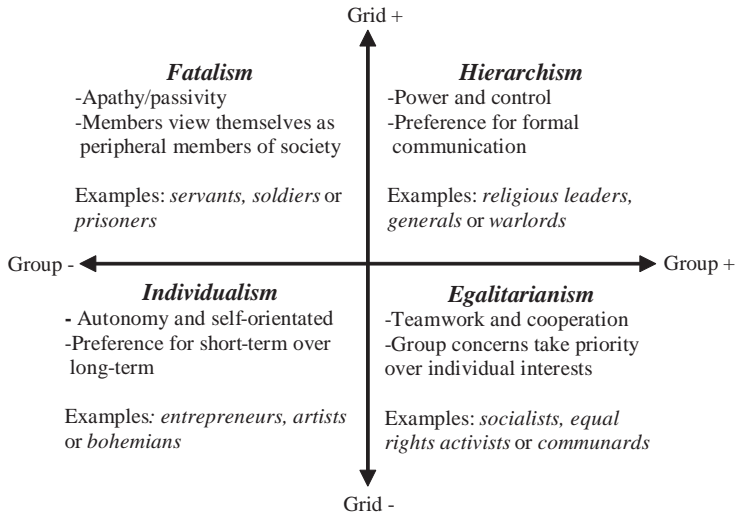 Grid +
Fatalism
-Apathy/passivity
-Members view themselves as
peripheral members of society
Examples: servants, soldiers or
prisoners
Hierarchism
-Power and control
-Preference for formal
communication
Examples: religious leaders,
generals or warlords
Group -
Group +
Individualism
- Autonomy and self-orientated
-Preference for short-term over
long-term
Examples: entrepreneurs, artists
or bohemians
Egalitarianism
-Teamwork and cooperation
-Group concerns take priority
over individual interests
Examples: socialists, equal
rights activists or communards
Grid -